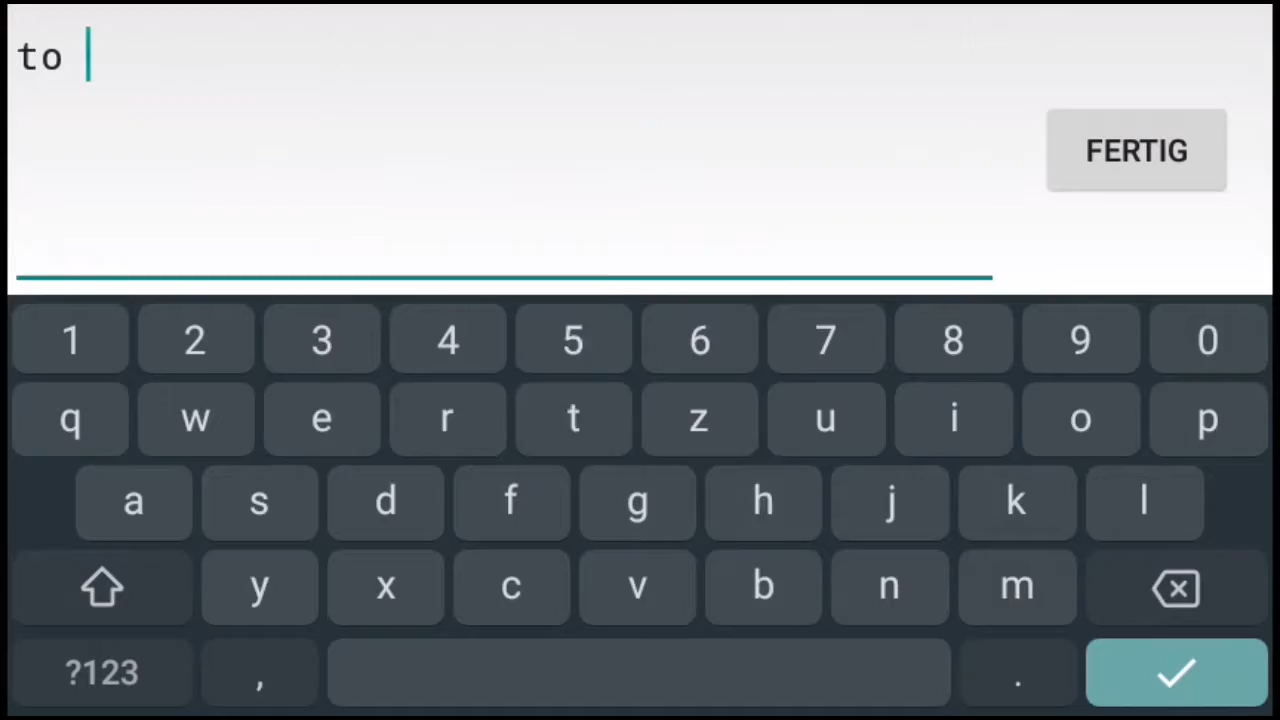 to
FERTIG
1 2 3 4 5 6 7 8 9 0
q w e r t z u i o p
a s d f g h j k l
y x c v b n m
?123 , .